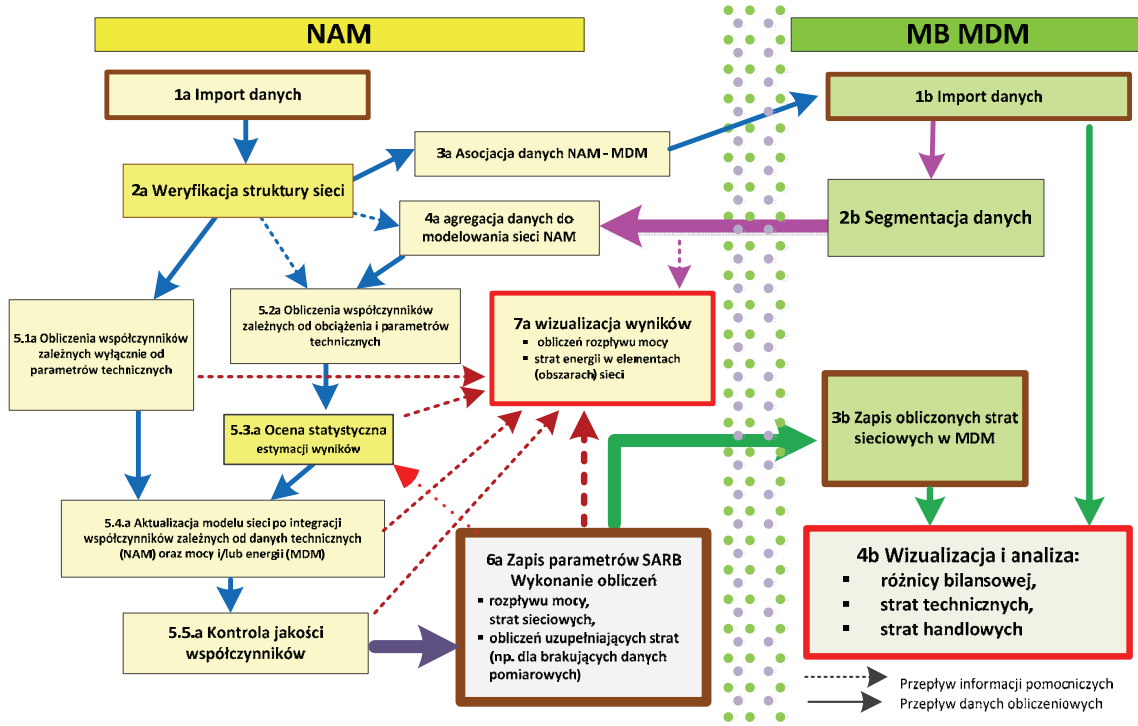 NAM
MB MDM
1a Import danych
1b Import danych
3a Asocjacja danych NAM - MDM
2a Weryfikacja struktury sieci
4a agregacja danych do
modelowania sieci NAM
2b Segmentacja danych
5.1a Obliczenia współczynników
zależnych wyłącznie od
parametrów technicznych
5.2a Obliczenia współczynników
zależnych od obciążenia i parametrów
technicznych
7a wizualizacja wyników
▪ obliczeń rozpływu mocy
▪ strat energii w elementach
(obszarach) sieci
5.3.a Ocena statystyczna
estymacji wyników
3b Zapis obliczonych strat
sieciowych w MDM
5.4.a Aktualizacja modelu sieci po integracji
współczynników zależnych od danych technicznych
(NAM) oraz mocy i/lub energii (MDM)
6a Zapis parametrów SARB
Wykonanie obliczeń
▪ rozpływu mocy,
strat sieciowych,
▪ obliczeń uzupełniających strat
(np. dla brakujących danych
pomiarowych)
4b Wizualizacja i analiza:
▪ różnicy bilansowej,
▪ strat technicznych,
▪ strat handlowych
5.5.a Kontrola jakości
współczynników
Przepływ informacji pomocniczych
Przepływ danych obliczeniowych